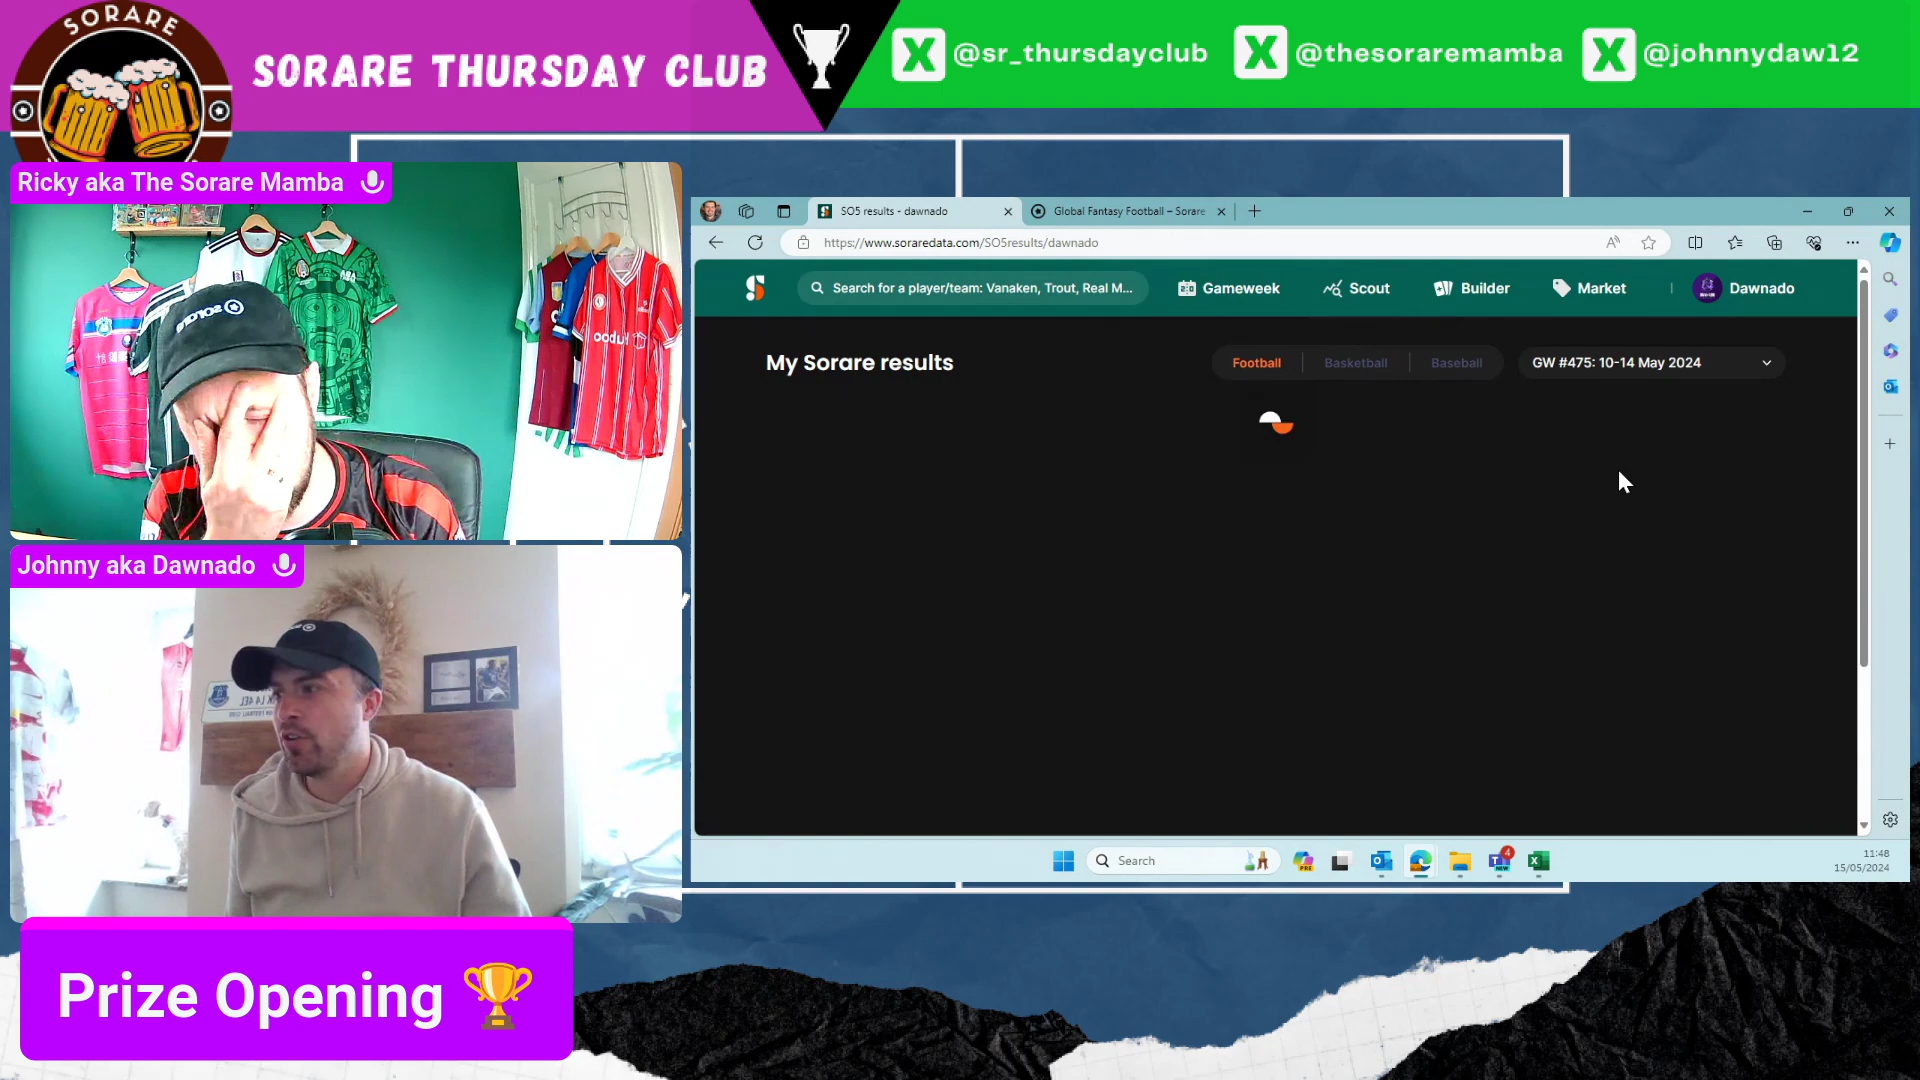 SORARE
SORARE THURSDAY CLUB
@sr_thursdayclub
@thesoraremamba
@johnnydaw12
Ricky aka The Sorare Mamba
Johnny aka Dawnado
SO5 results - dawnado
Global Fantasy Football – Sorare
https://www.soraredata.com/SO5results/dawnado
Search for a player/team: Vanaken, Trout, Real M...
Gameweek
Scout
Builder
Market
Dawnado
My Sorare results
Football
Basketball
Baseball
GW #475: 10-14 May 2024
Search
PRE
4
NEW
11:48
15/05/2024
Prize Opening